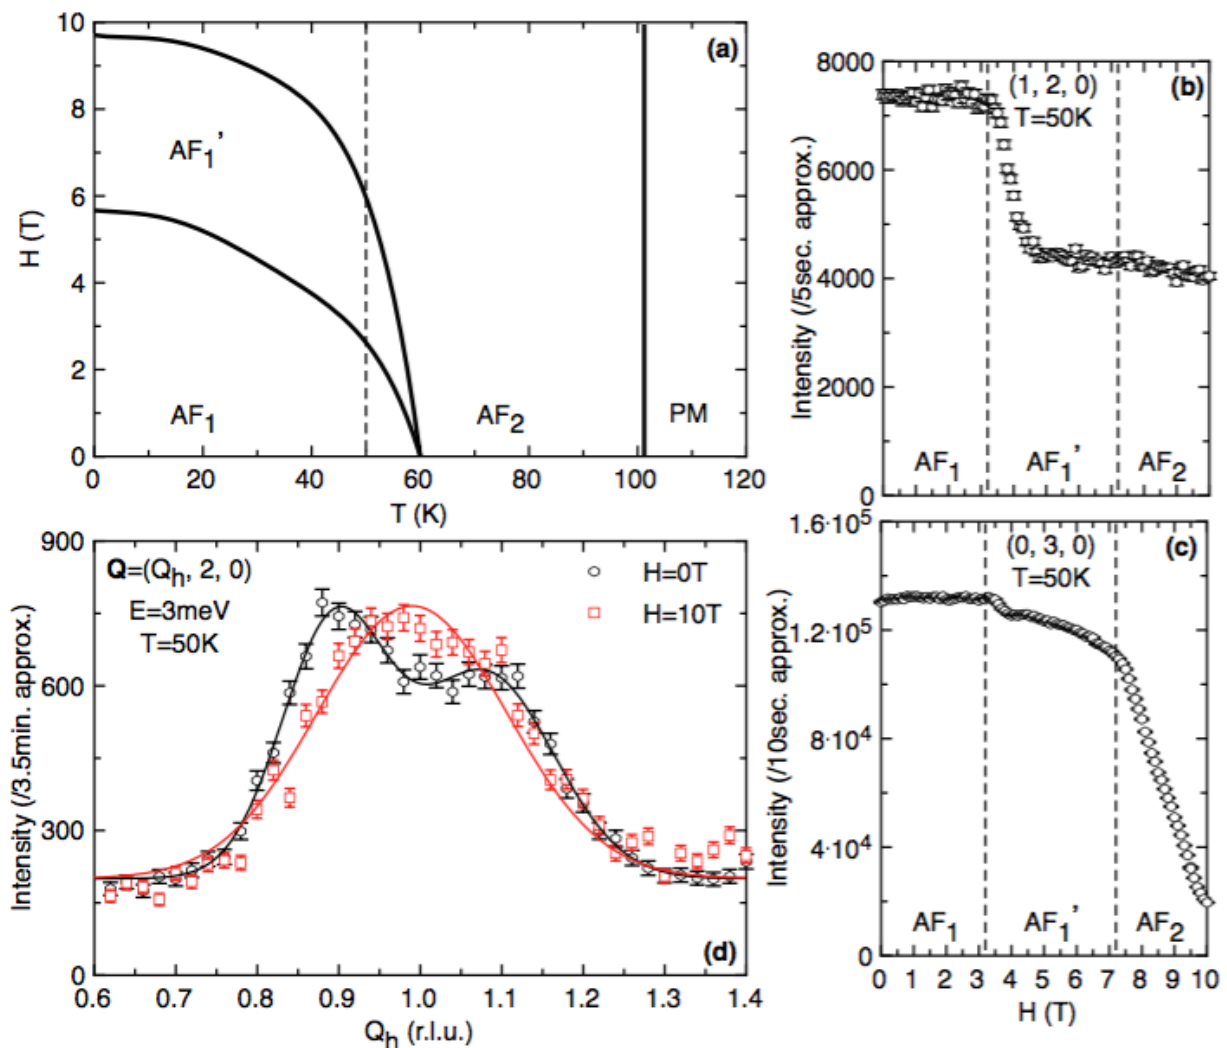 (a)
H (T)
10
8
6
4
2
0
AF1'
AF1
AF2
PM
0 20 40 60 80 100 120
T (K)
(b)
(1, 2, 0)
T=50K
Intensity (/5sec. approx.)
8000
6000
4000
2000
0
AF1 AF1' AF2
(c)
(0, 3, 0)
T=50K
Intensity (/10sec. approx.)
1.6·10^5
1.2·10^5
8·10^4
4·10^4
0
AF1 AF1' AF2
0 1 2 3 4 5 6 7 8 9 10
H (T)
Q=(Qh, 2, 0)
E=3meV
T=50K
H=0T
H=10T
Intensity (/3.5min. approx.)
900
600
300
0
(d)
0.6 0.7 0.8 0.9 1.0 1.1 1.2 1.3 1.4
Qh (r.l.u.)